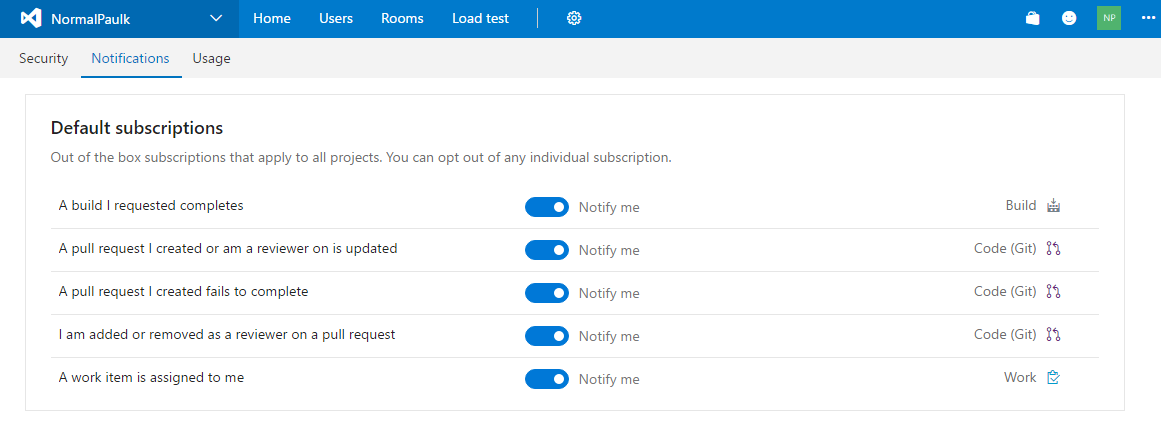 NormalPaulk Home Users Rooms Load test NP
Security Notifications Usage
Default subscriptions
Out of the box subscriptions that apply to all projects. You can opt out of any individual subscription.
A build I requested completes Notify me Build
A pull request I created or am a reviewer on is updated Notify me Code (Git)
A pull request I created fails to complete Notify me Code (Git)
I am added or removed as a reviewer on a pull request Notify me Code (Git)
A work item is assigned to me Notify me Work